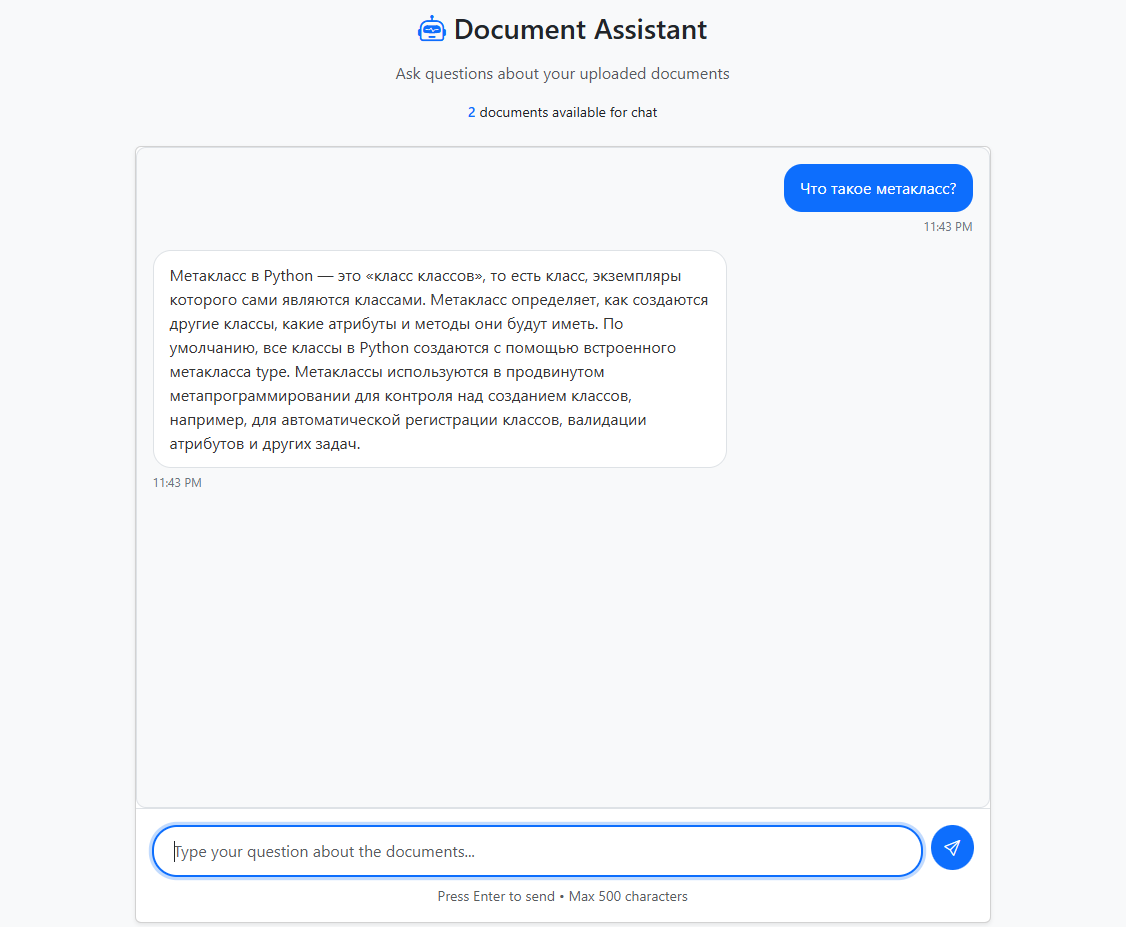 Document Assistant
Ask questions about your uploaded documents
2 documents available for chat
Что такое метакласс?
11:43 PM
Метакласс в Python — это «класс классов», то есть класс, экземпляры
которого сами являются классами. Метакласс определяет, как создаются
другие классы, какие атрибуты и методы они будут иметь. По
умолчанию, все классы в Python создаются с помощью встроенного
метакласса type. Метаклассы используются в продвинутом
метапрограммировании для контроля над созданием классов,
например, для автоматической регистрации классов, валидации
атрибутов и других задач.
11:43 PM
Type your question about the documents...
Press Enter to send • Max 500 characters